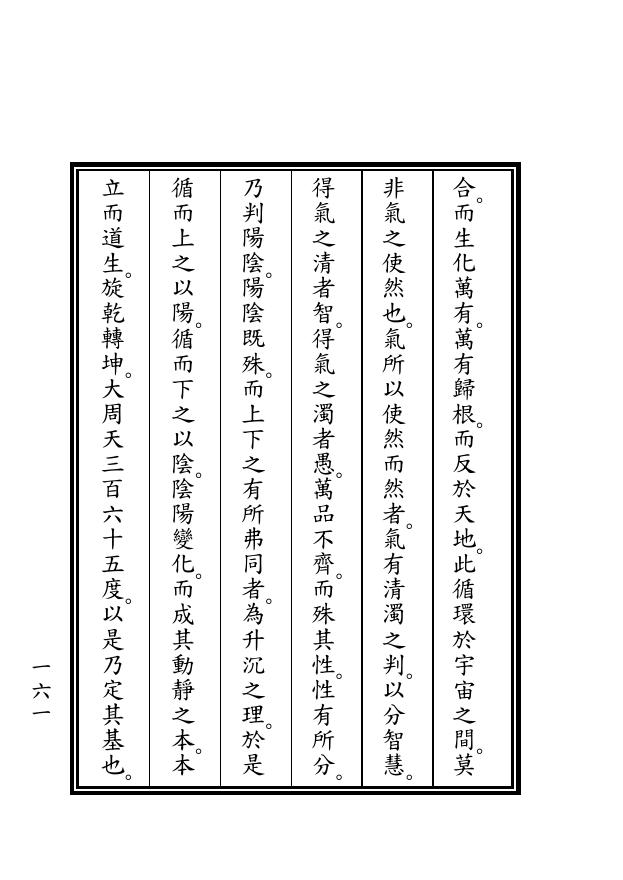 合。而生化萬有。萬有歸根。而反於天地。此循環於宇宙之間。莫
非氣之使然也。氣所以使然而然者。氣有清濁之判。以分智慧。
得氣之清者智。得氣之濁者愚。萬品不齊。而殊其性。性有所分。
乃判陽陰。陽陰既殊。而上下之有所弗同者。為升沉之理。於是
循而上之以陽。循而下之以陰。陰陽變化。而成其動靜之本。本
立而道生。旋乾轉坤。大周天三百六十五度。以是乃定其基也。
一六一